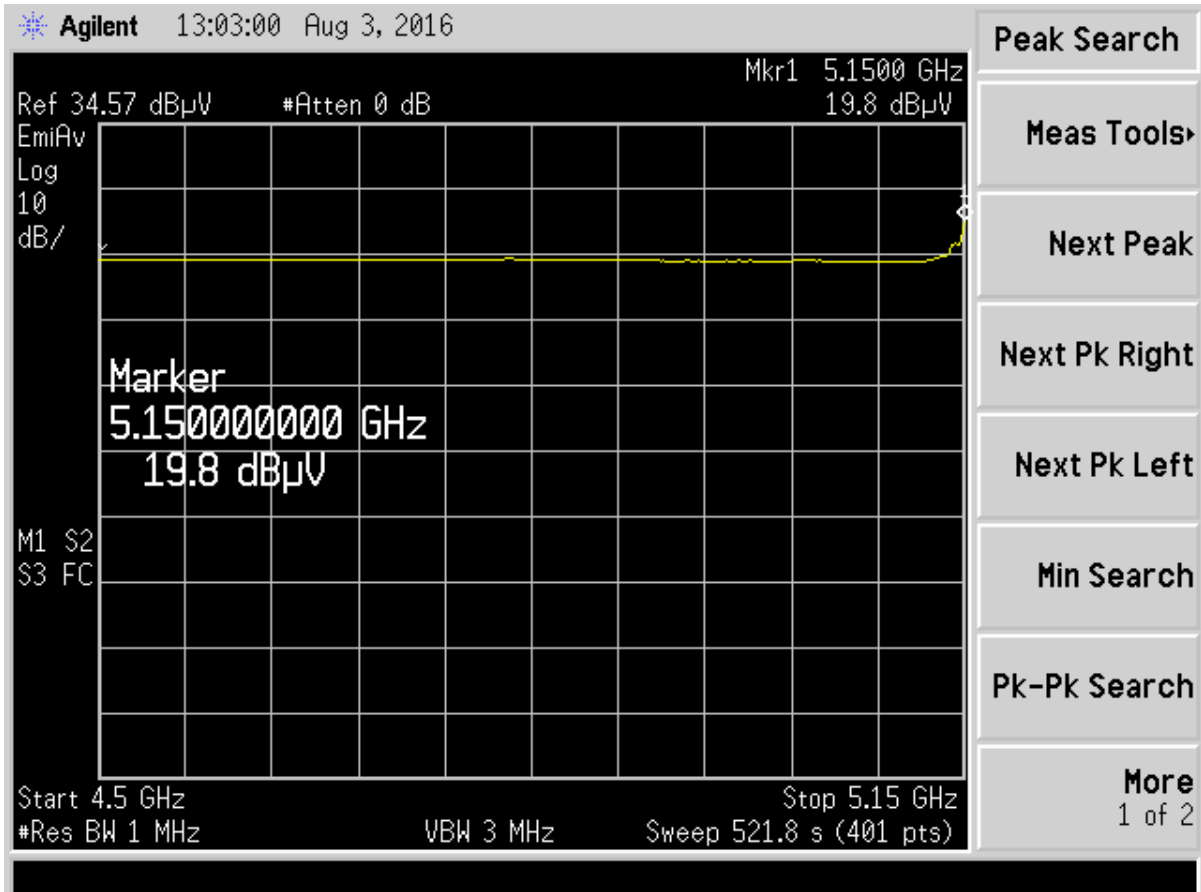 Agilent 13:03:00 Aug 3, 2016
Peak Search
Mkr1 5.1500 GHz
Ref 34.57 dBµV #Atten 0 dB 19.8 dBµV
EmiAv
Log
10
dB/
1
Marker
5.150000000 GHz
19.8 dBµV
M1 S2
S3 FC
Start 4.5 GHz Stop 5.15 GHz
#Res BW 1 MHz VBW 3 MHz Sweep 521.8 s (401 pts)
Meas Tools
Next Peak
Next Pk Right
Next Pk Left
Min Search
Pk-Pk Search
More
1 of 2